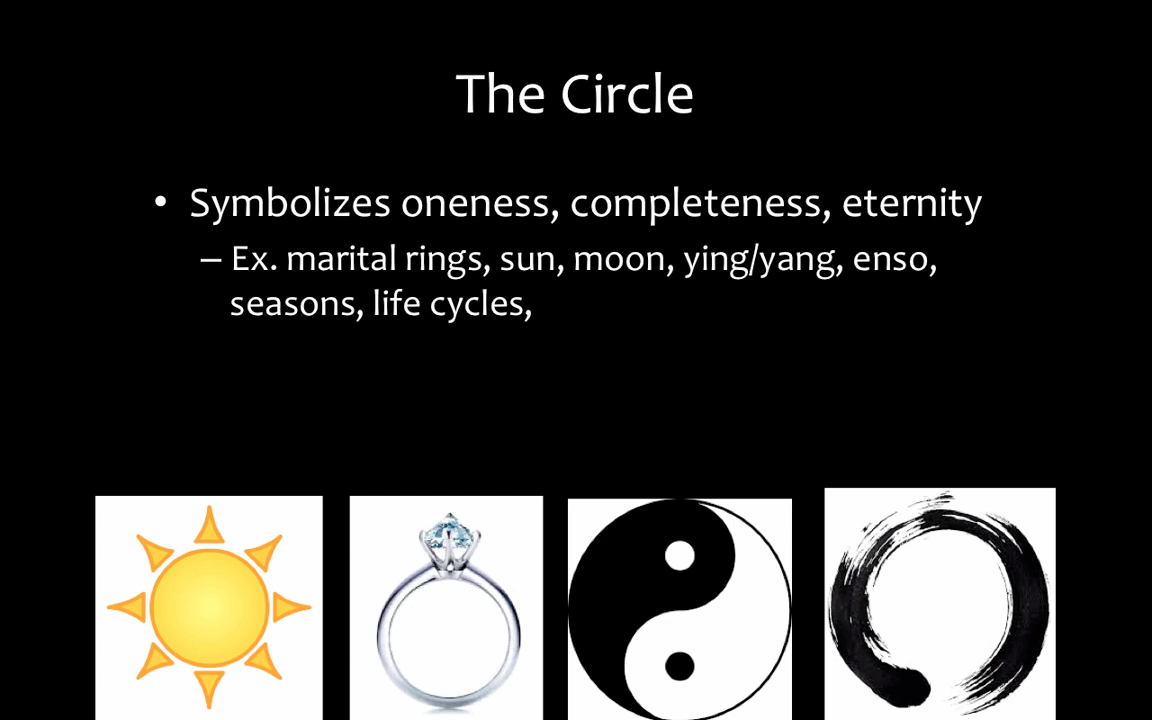 The Circle
• Symbolizes oneness, completeness, eternity
– Ex. marital rings, sun, moon, ying/yang, enso,
seasons, life cycles,